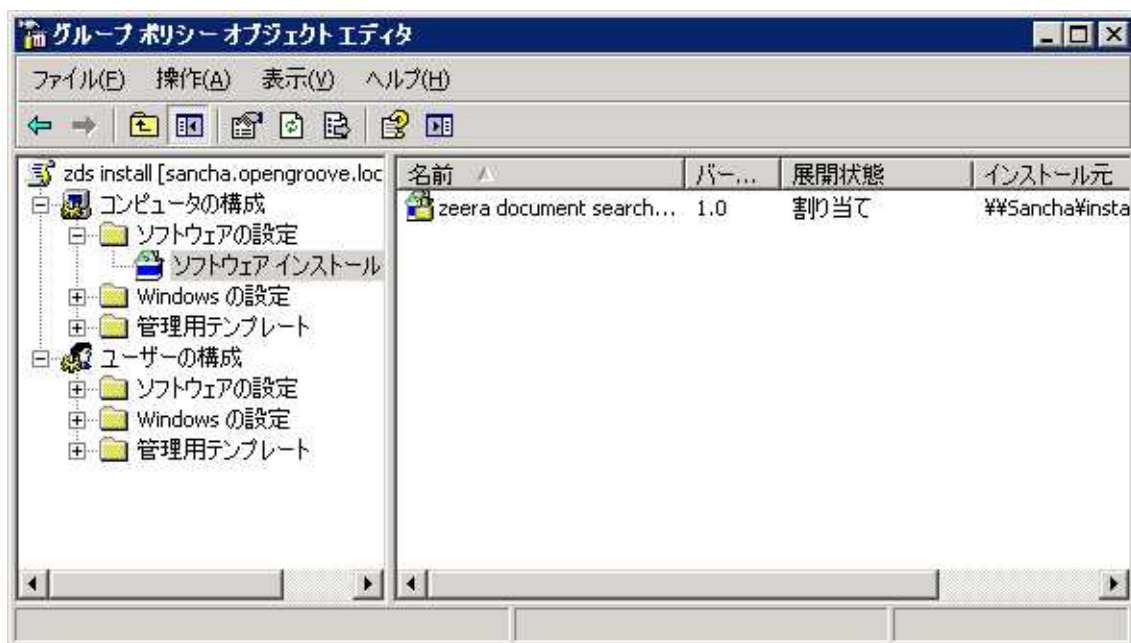 グループ ポリシー オブジェクト エディタ
ファイル(F) 操作(A) 表示(V) ヘルプ(H)
zds install [sancha.opengroove.loc
コンピュータの構成
ソフトウェアの設定
ソフトウェア インストール
Windows の設定
管理用テンプレート
ユーザーの構成
ソフトウェアの設定
Windows の設定
管理用テンプレート
名前 バー... 展開状態 インストール元
zeera document search... 1.0 割り当て ¥¥Sancha¥insta